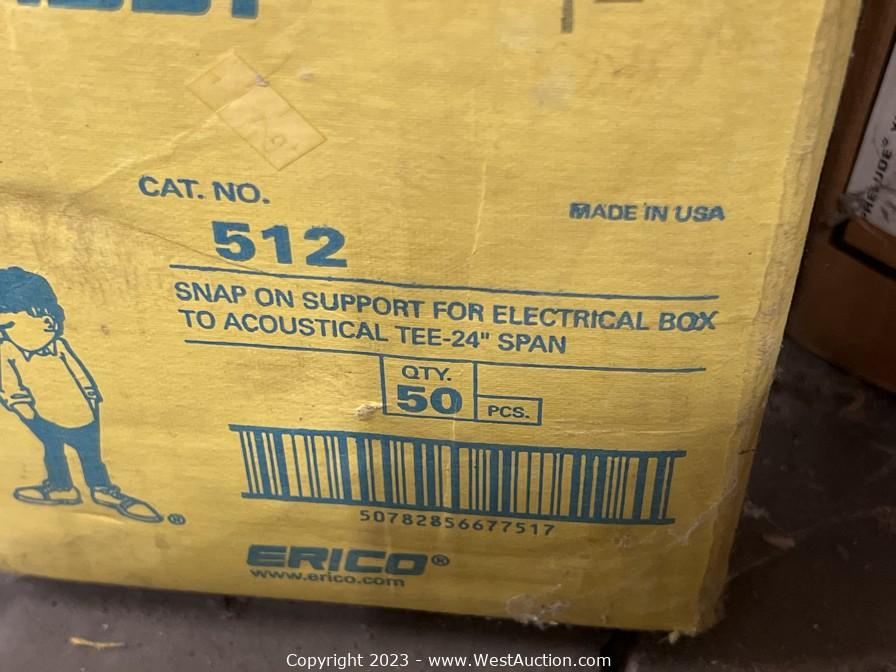 CAT. NO.
512
MADE IN USA
SNAP ON SUPPORT FOR ELECTRICAL BOX
TO ACOUSTICAL TEE-24" SPAN
QTY.
50
PCS.
50782856677517
®
ERICO®
www.erico.com
Copyright 2023 - www.WestAuction.com